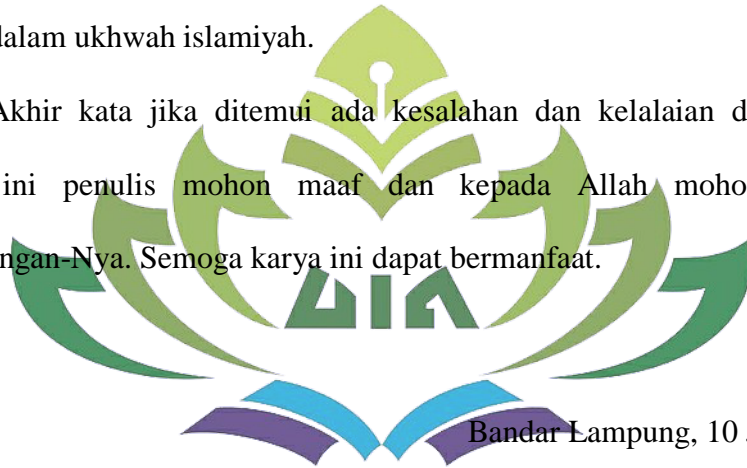 dalam ukhwah islamiyah.
Akhir kata jika ditemui ada kesalahan dan kelalaian d
ini penulis mohon maaf dan kepada Allah moho
ngan-Nya. Semoga karya ini dapat bermanfaat.
UIN
Bandar Lampung, 10